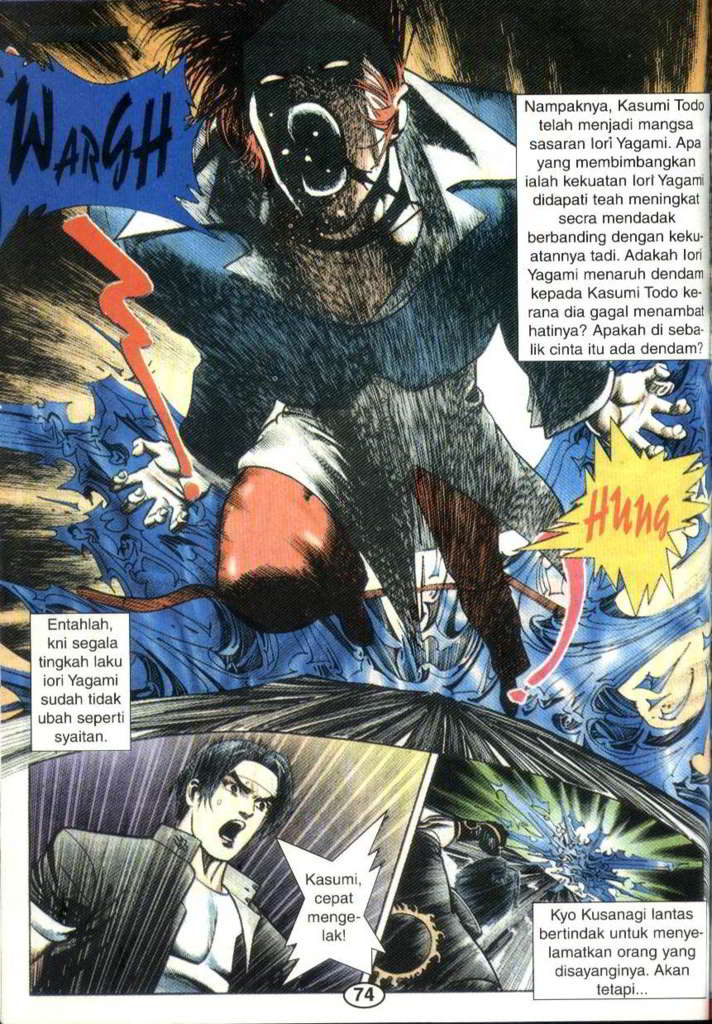 WARGH
Nampaknya, Kasumi Todo
telah menjadi mangsa
sasaran Iori Yagami. Apa
yang membimbangkan
ialah kekuatan Iori Yagami
didapati teah meningkat
secra mendadak
berbanding dengan keku-
atannya tadi. Adakah Iori
Yagami menaruh dendam
kepada Kasumi Todo ke-
rana dia gagal menambat
hatinya? Apakah di seba-
lik cinta itu ada dendam?
HUNG
Entahlah,
kni segala
tingkah laku
iori Yagami
sudah tidak
ubah seperti
syaitan.
Kasumi,
cepat
menge-
lak!
Kyo Kusanagi lantas
bertindak untuk menye-
lamatkan orang yang
disayanginya. Akan
tetapi...
74